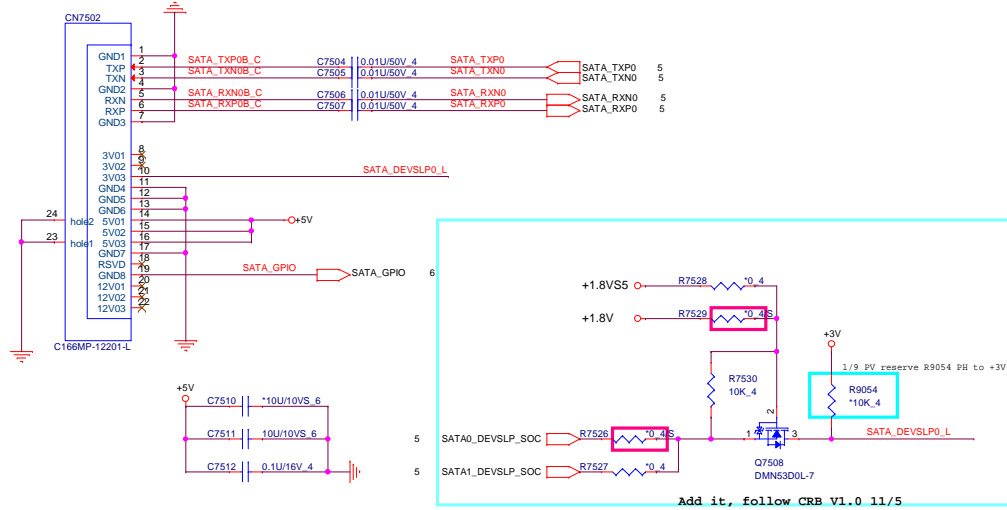 CN7502
GND1 1
TXP 2 SATA_TXP0B_C C7504 0.01U/50V_4 SATA_TXP0 SATA_TXP0 5
TXN 3 SATA_TXN0B_C C7505 0.01U/50V_4 SATA_TXN0 SATA_TXN0 5
GND2 4
RXN 5 SATA_RXN0B_C C7506 0.01U/50V_4 SATA_RXN0 SATA_RXN0 5
RXP 6 SATA_RXP0B_C C7507 0.01U/50V_4 SATA_RXP0 SATA_RXP0 5
GND3 7
3V01 8
3V02 9
3V03 10 SATA_DEVSLP0_L
GND4 11
GND5 12
GND6 13
24 hole2 5V01 14 +5V
5V02 15
23 hole1 5V03 16
GND7 17
RSVD 18
GND8 19 SATA_GPIO SATA_GPIO 6
12V01 20
12V02 21
12V03 22
C166MP-12201-L
+5V
C7510 *10U/10VS_6
C7511 10U/10VS_6
C7512 0.1U/16V_4
+1.8VS5 R7528 *0_4
+1.8V R7529 *0_4/S
+3V
1/9 PV reserve R9054 PH to +3V
R7530
10K_4
R9054
*10K_4
2
5 SATA0_DEVSLP_SOC R7526 *0_4/S 1 3 SATA_DEVSLP0_L
Q7508
5 SATA1_DEVSLP_SOC R7527 *0_4
DMN53D0L-7
Add it, follow CRB V1.0 11/5